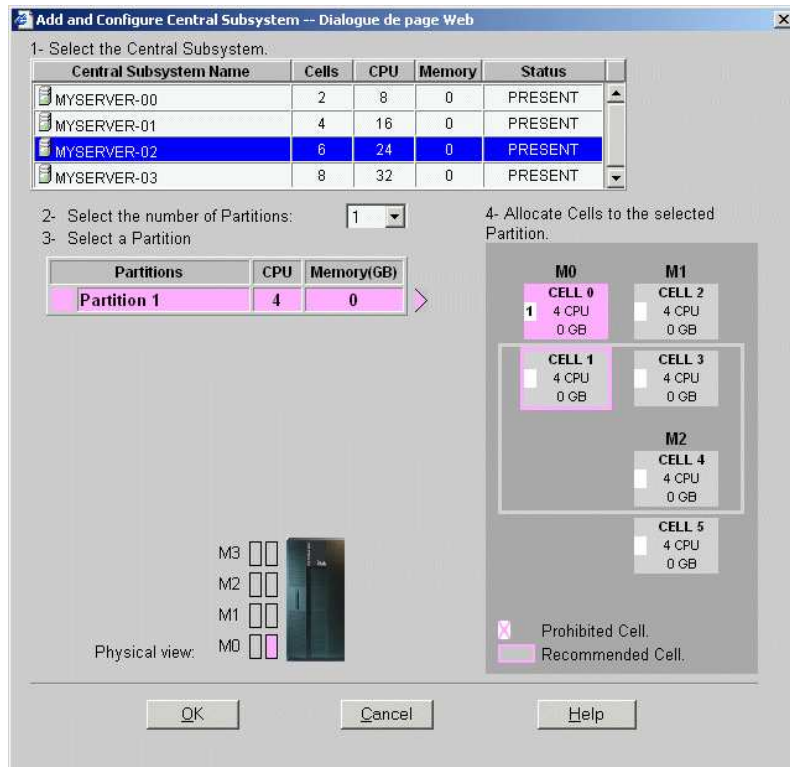 Add and Configure Central Subsystem -- Dialogue de page Web
1- Select the Central Subsystem.
Central Subsystem Name Cells CPU Memory Status
MYSERVER-00 2 8 0 PRESENT
MYSERVER-01 4 16 0 PRESENT
MYSERVER-02 6 24 0 PRESENT
MYSERVER-03 8 32 0 PRESENT
2- Select the number of Partitions: 1
3- Select a Partition
Partitions CPU Memory(GB)
Partition 1 4 0
4- Allocate Cells to the selected
Partition.
M0 M1
CELL 0 CELL 2
1 4 CPU 4 CPU
0 GB 0 GB
CELL 1 CELL 3
4 CPU 4 CPU
0 GB 0 GB
M2
CELL 4
4 CPU
0 GB
CELL 5
4 CPU
0 GB
M3
M2
M1
Physical view: M0
X Prohibited Cell.
Recommended Cell.
OK Cancel Help